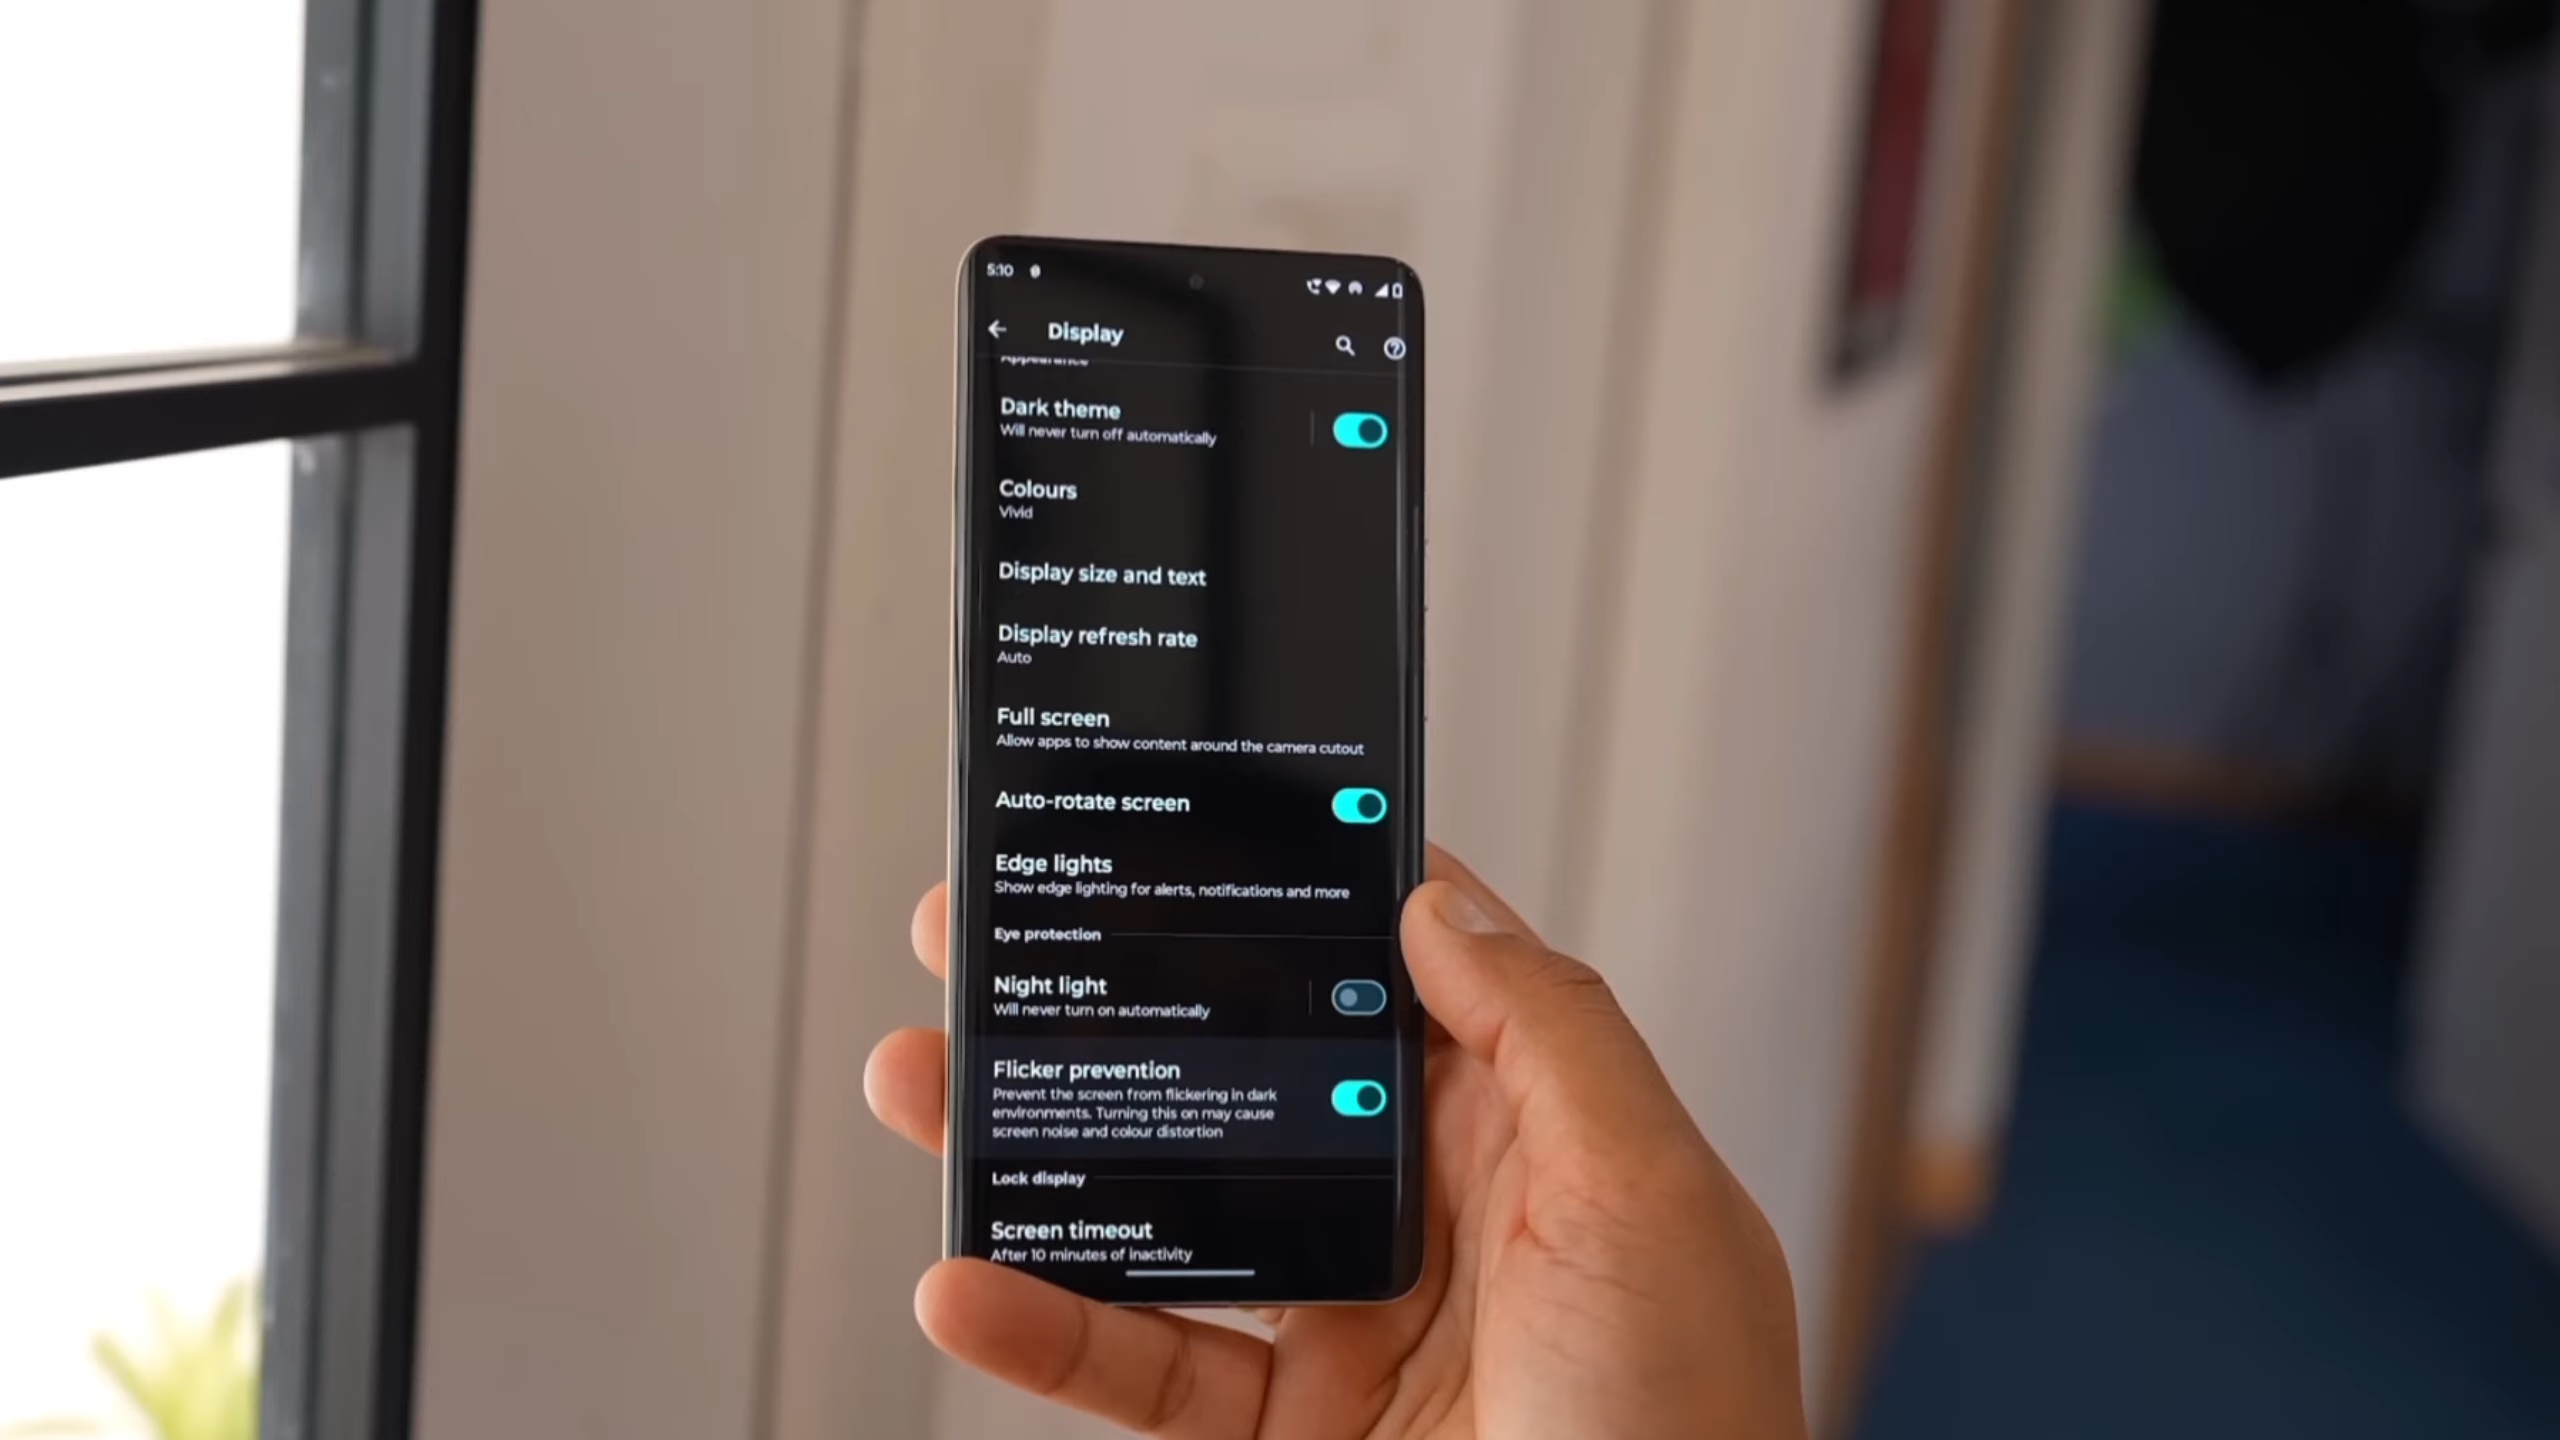 5:10
Display
Appearance
Dark theme
Will never turn off automatically
Colours
Vivid
Display size and text
Display refresh rate
Auto
Full screen
Allow apps to show content around the camera cutout
Auto-rotate screen
Edge lights
Show edge lighting for alerts, notifications and more
Eye protection
Night light
Will never turn on automatically
Flicker prevention
Prevent the screen from flickering in dark
environments. Turning this on may cause
screen noise and colour distortion
Lock display
Screen timeout
After 10 minutes of inactivity